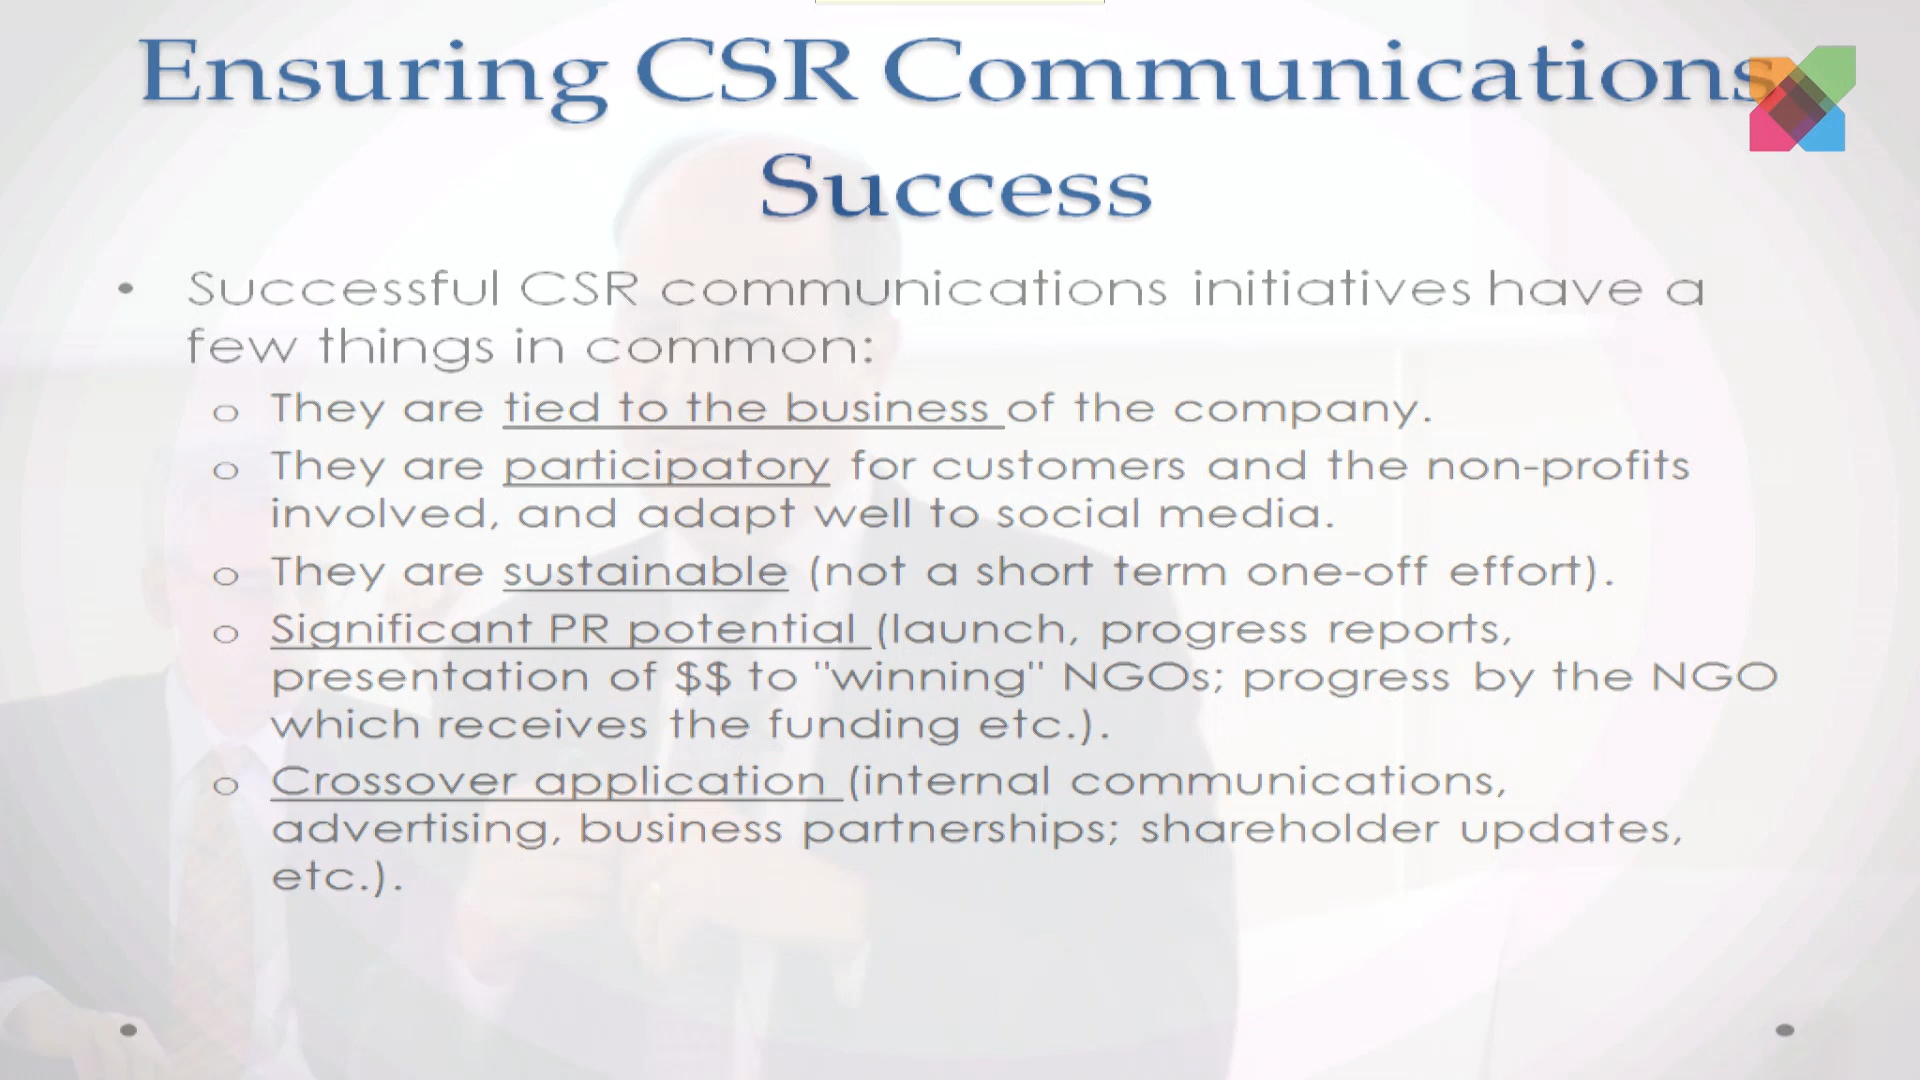 Ensuring CSR Communications
Success
• Successful CSR communications initiatives have a
few things in common:
o They are tied to the business of the company.
o They are participatory for customers and the non-profits
involved, and adapt well to social media.
o They are sustainable (not a short term one-off effort).
o Significant PR potential (launch, progress reports,
presentation of $$ to "winning" NGOs; progress by the NGO
which receives the funding etc.).
o Crossover application (internal communications,
advertising, business partnerships; shareholder updates,
etc.).